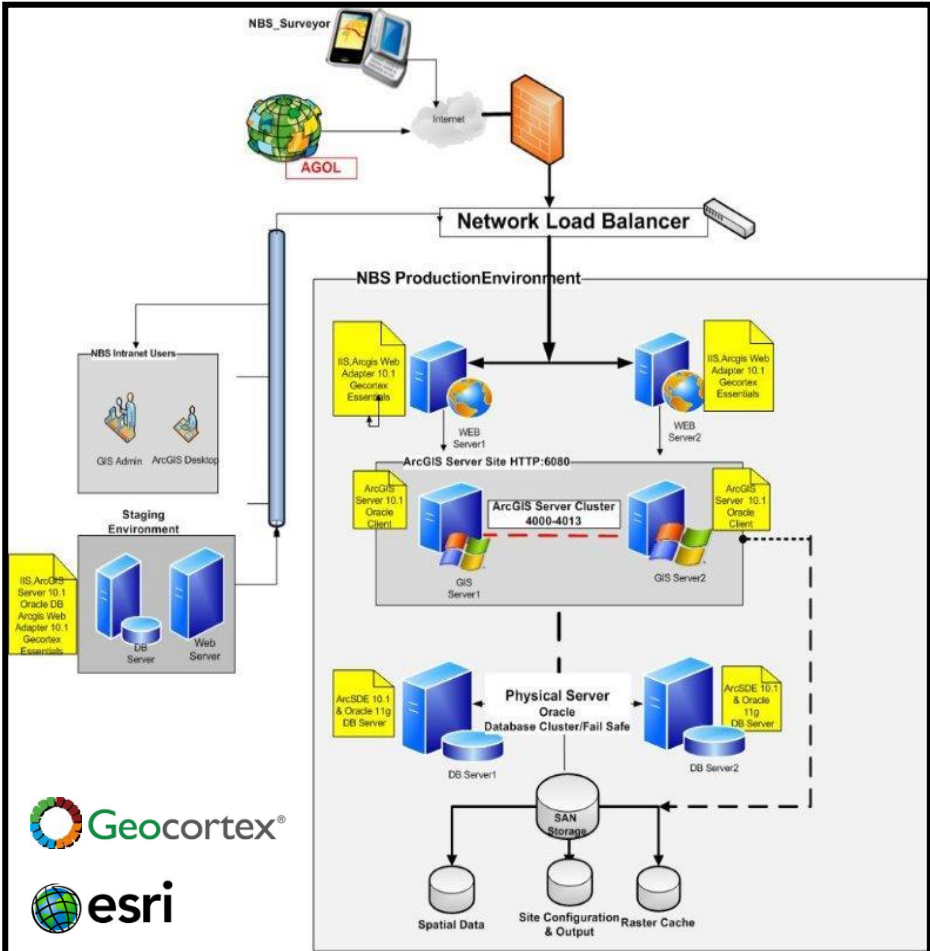 NBS_Surveyor
Internet
AGOL
Network Load Balancer
NBS ProductionEnvironment
IIS,Arcgis Web
Adapter 10.1
Gecortex
Essentials
WEB
Server1
WEB
Server2
IIS,Arcgis Web
Adapter 10.1
Gecortex
Essentials
NBS Intranet Users
GIS Admin
ArcGIS Desktop
ArcGIS Server Site HTTP:6080
ArcGIS
Server 10.1
Oracle
Client
ArcGIS Server Cluster
4000-4013
GIS
Server1
GIS Server2
ArcGIS
Server 10.1
Oracle
Client
Staging
Environment
IIS,ArcGIS
Server 10.1
Oracle DB
Arcgis Web
Adapter 10.1
Gecortex
Essentials
DB
Server
Web
Server
ArcSDE 10.1
& Oracle 11g
DB Server
Physical Server
Oracle
Database Cluster/Fail Safe
ArcSDE 10.1
& Oracle
11g
DB Server
DB Server1
DB Server2
SAN
Storage
Spatial Data
Site Configuration
& Output
Raster Cache
Geocortex®
esri